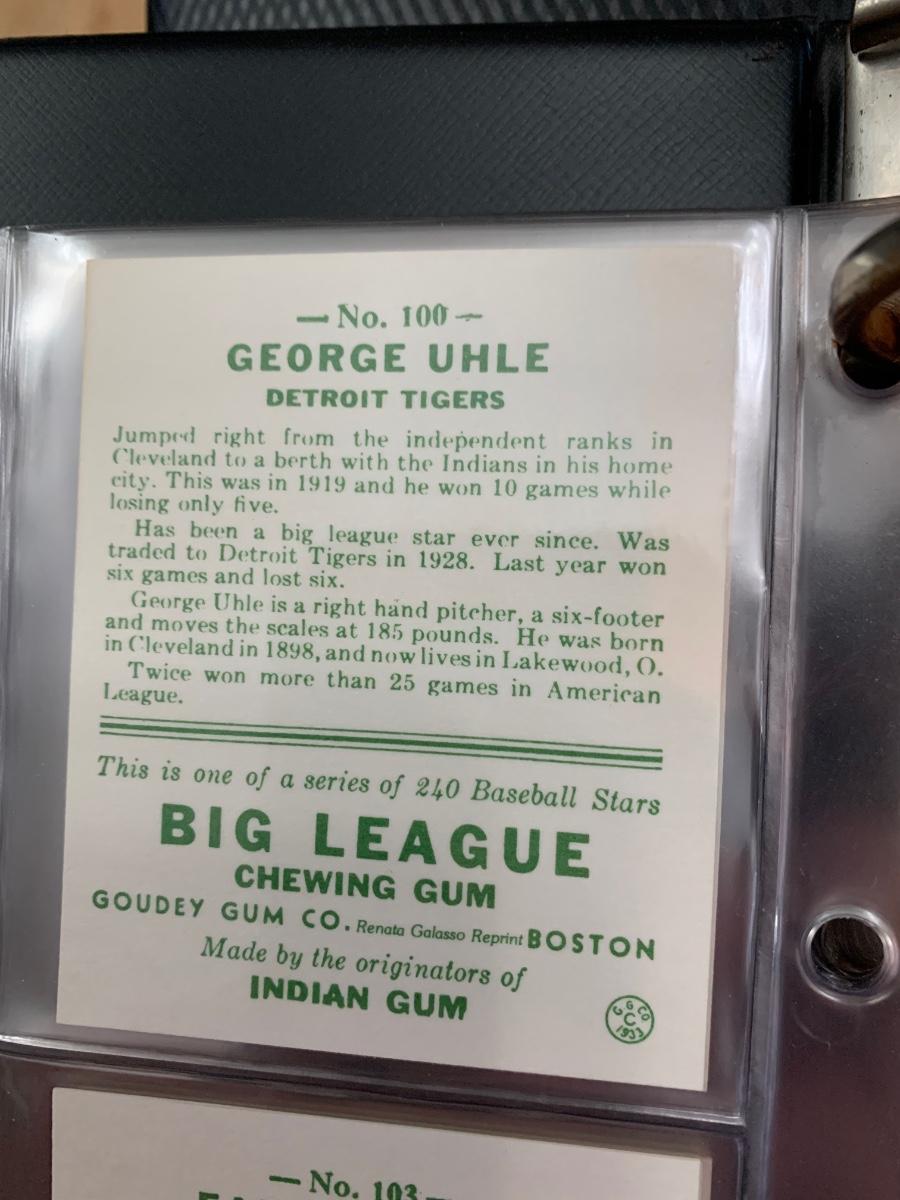 — No. 100 —
GEORGE UHLE
DETROIT TIGERS
Jumped right from the independent ranks in
Cleveland to a berth with the Indians in his home
city. This was in 1919 and he won 10 games while
losing only five.
Has been a big league star ever since. Was
traded to Detroit Tigers in 1928. Last year won
six games and lost six.
George Uhle is a right hand pitcher, a six-footer
and moves the scales at 185 pounds. He was born
in Cleveland in 1898, and now lives in Lakewood, O.
Twice won more than 25 games in American
League.
This is one of a series of 240 Baseball Stars
BIG LEAGUE
CHEWING GUM
GOUDEY GUM CO. Renata Galasso Reprint BOSTON
Made by the originators of
INDIAN GUM
G G CO
C
1933
— No. 103 —